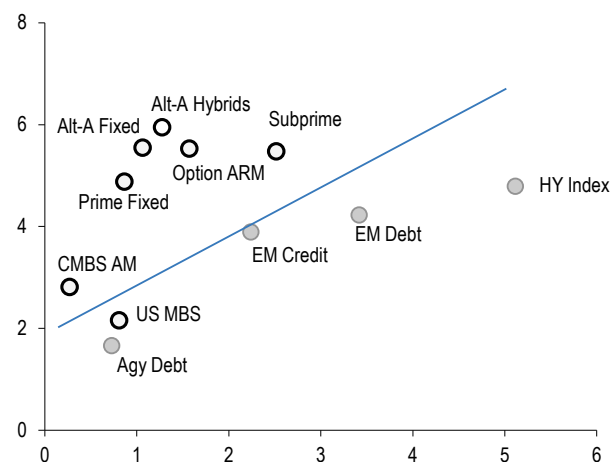 8
Alt-A Hybrids
6
Alt-A Fixed
Subprime
Option ARM
Prime Fixed
HY Index
4
EM Debt
EM Credit
CMBS AM
US MBS
2
Agy Debt
0
0 1 2 3 4 5 6